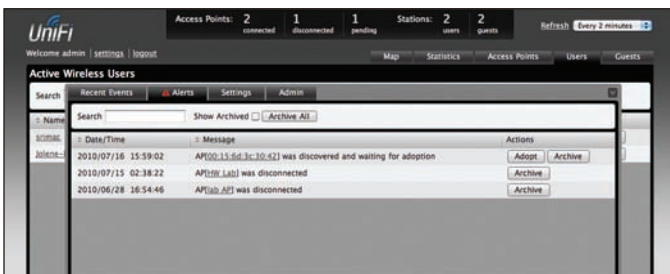 UniFi
Access Points: 2 connected 1 disconnected 1 pending Stations: 2 users 2 guests
Refresh Every 2 minutes
Welcome admin | settings | logout
Map Statistics Access Points Users Guests
Active Wireless Users
Search
Name
srimac
Jolene-
Recent Events Alerts Settings Admin
Search Show Archived Archive All
Date/Time Message Actions
2010/07/16 15:59:02 AP[00:15:6d:3c:30:42] was discovered and waiting for adoption Adopt Archive
2010/07/15 02:38:22 AP[HW Lab] was disconnected Archive
2010/06/28 16:54:46 AP[lab AP] was disconnected Archive